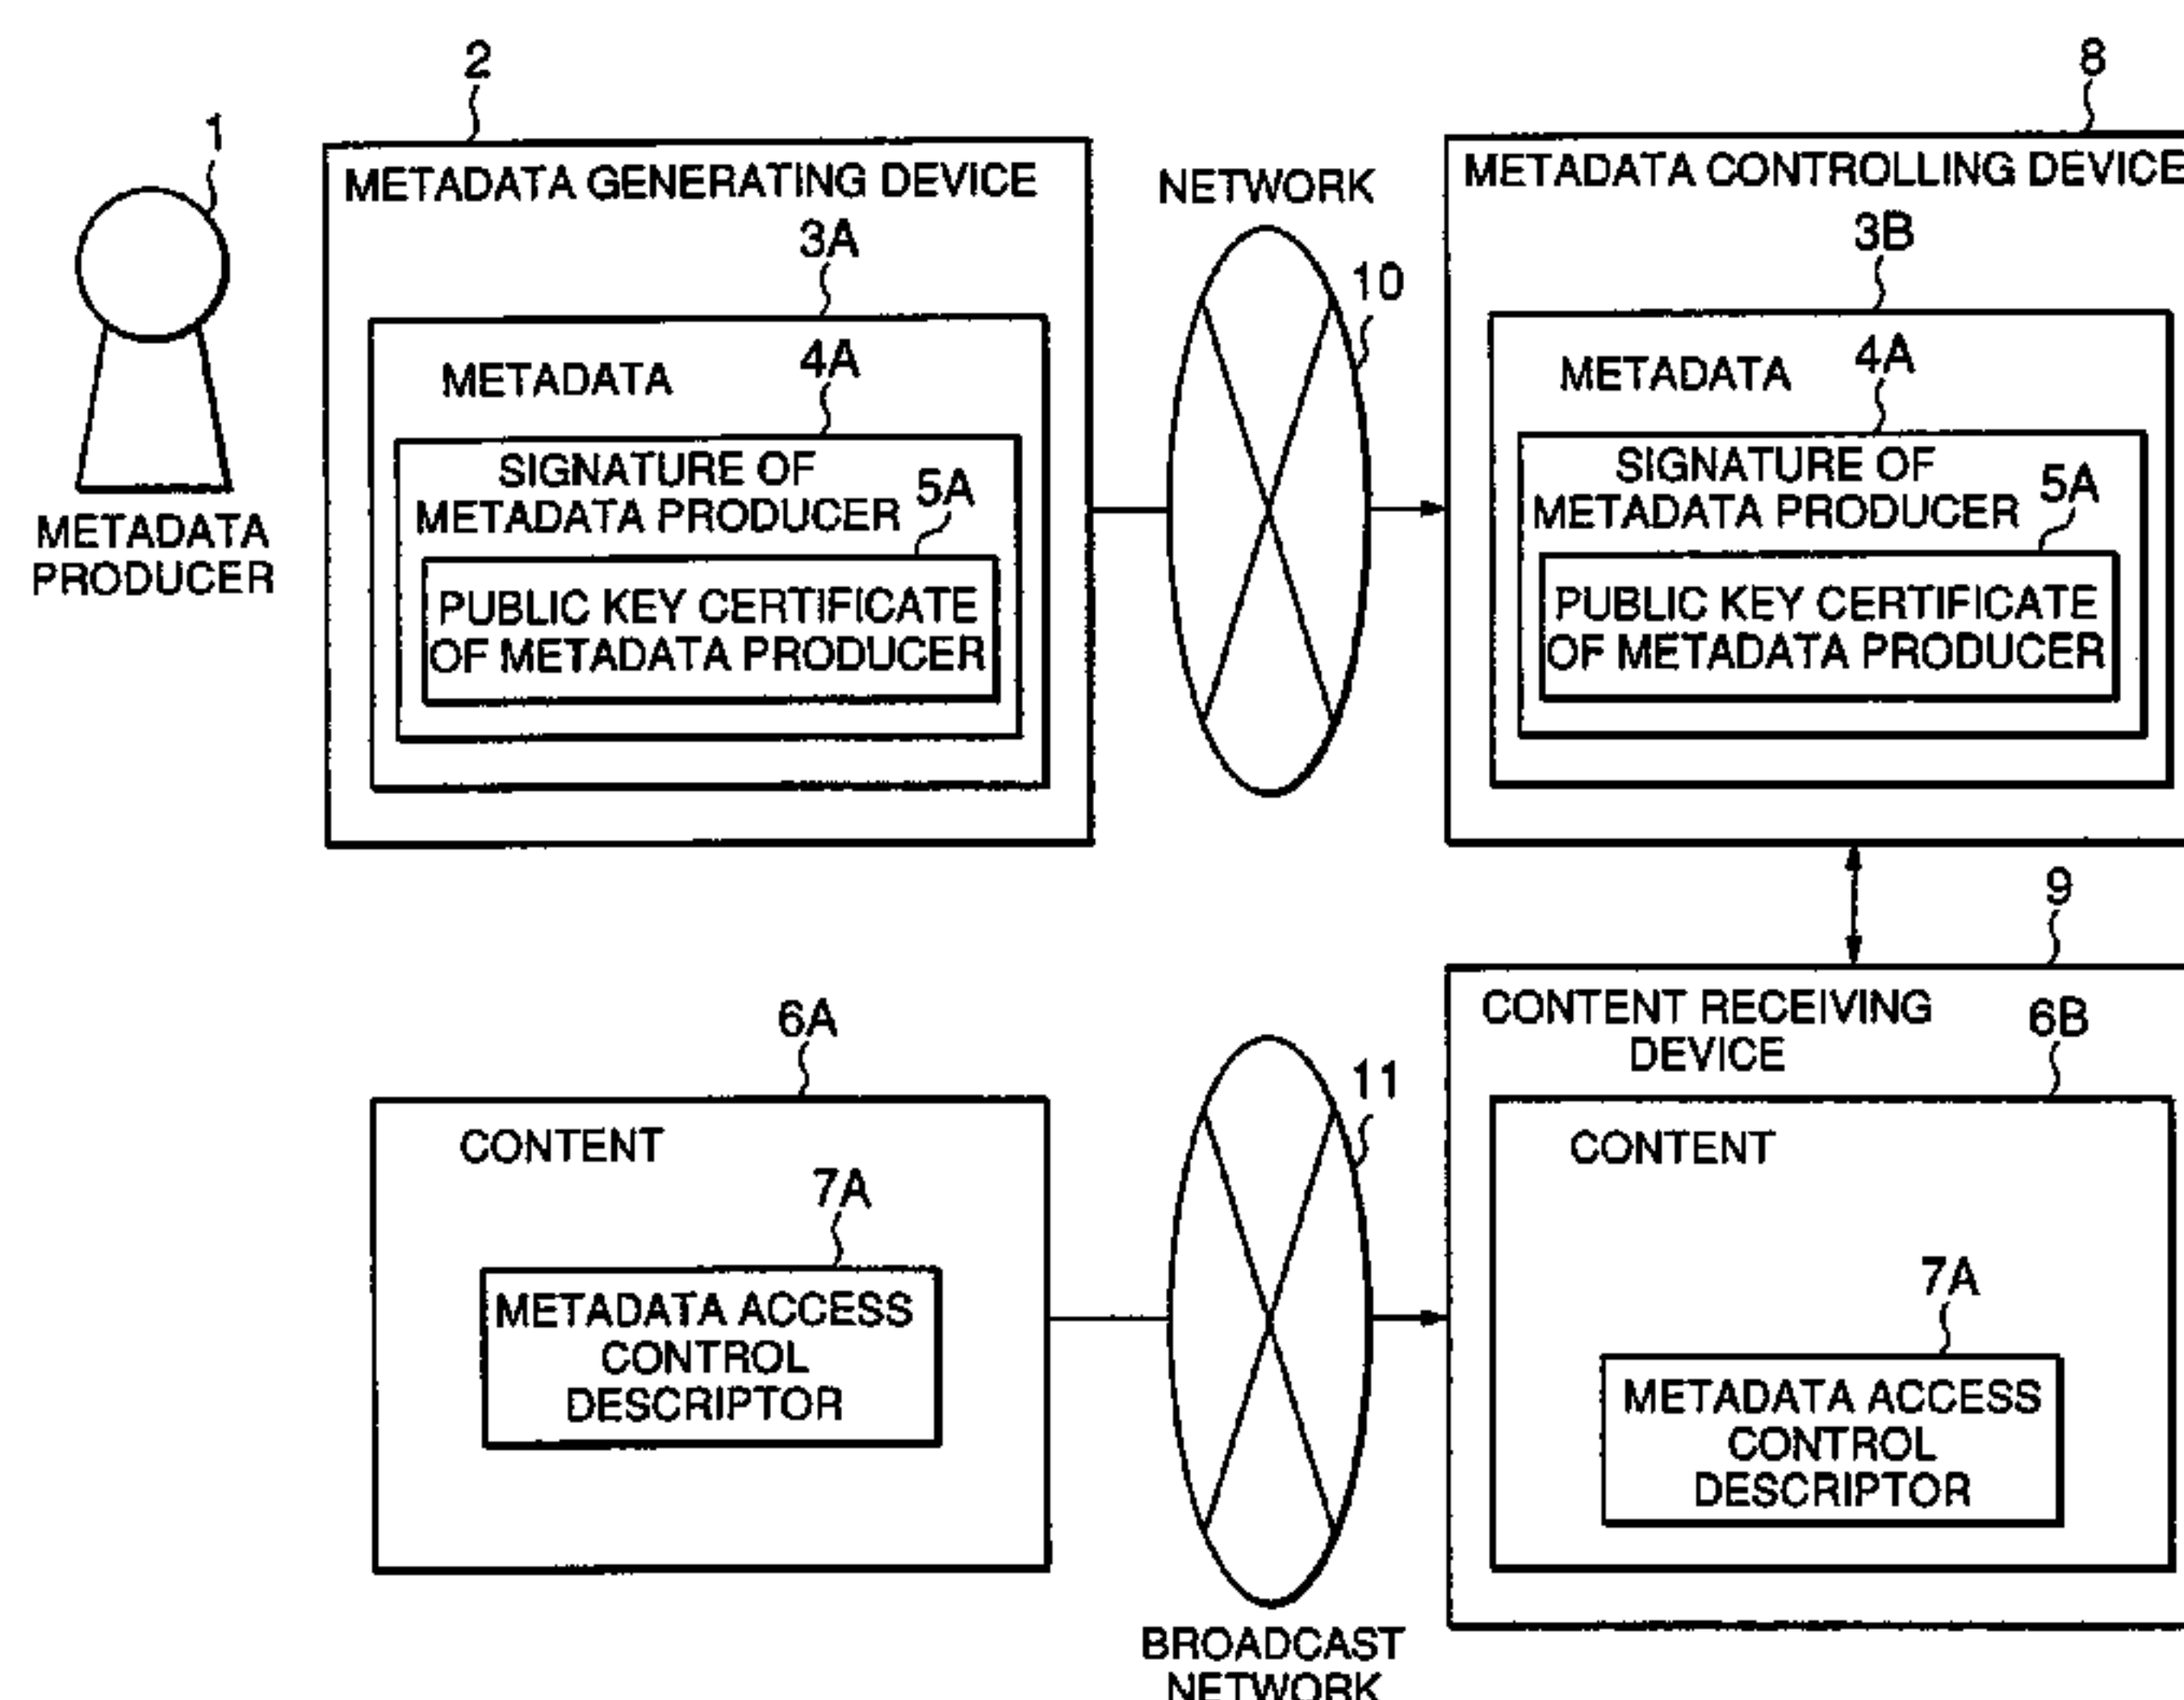 2
8
1
METADATA GENERATING DEVICE
NETWORK
METADATA CONTROLLING DEVICE
3A
3B
10
METADATA
4A
METADATA
4A
SIGNATURE OF
METADATA PRODUCER
5A
SIGNATURE OF
METADATA PRODUCER
5A
METADATA
PRODUCER
PUBLIC KEY CERTIFICATE
OF METADATA PRODUCER
PUBLIC KEY CERTIFICATE
OF METADATA PRODUCER
9
6A
CONTENT RECEIVING
DEVICE
6B
11
CONTENT
CONTENT
7A
METADATA ACCESS
CONTROL
DESCRIPTOR
7A
METADATA ACCESS
CONTROL
DESCRIPTOR
BROADCAST
NETWORK